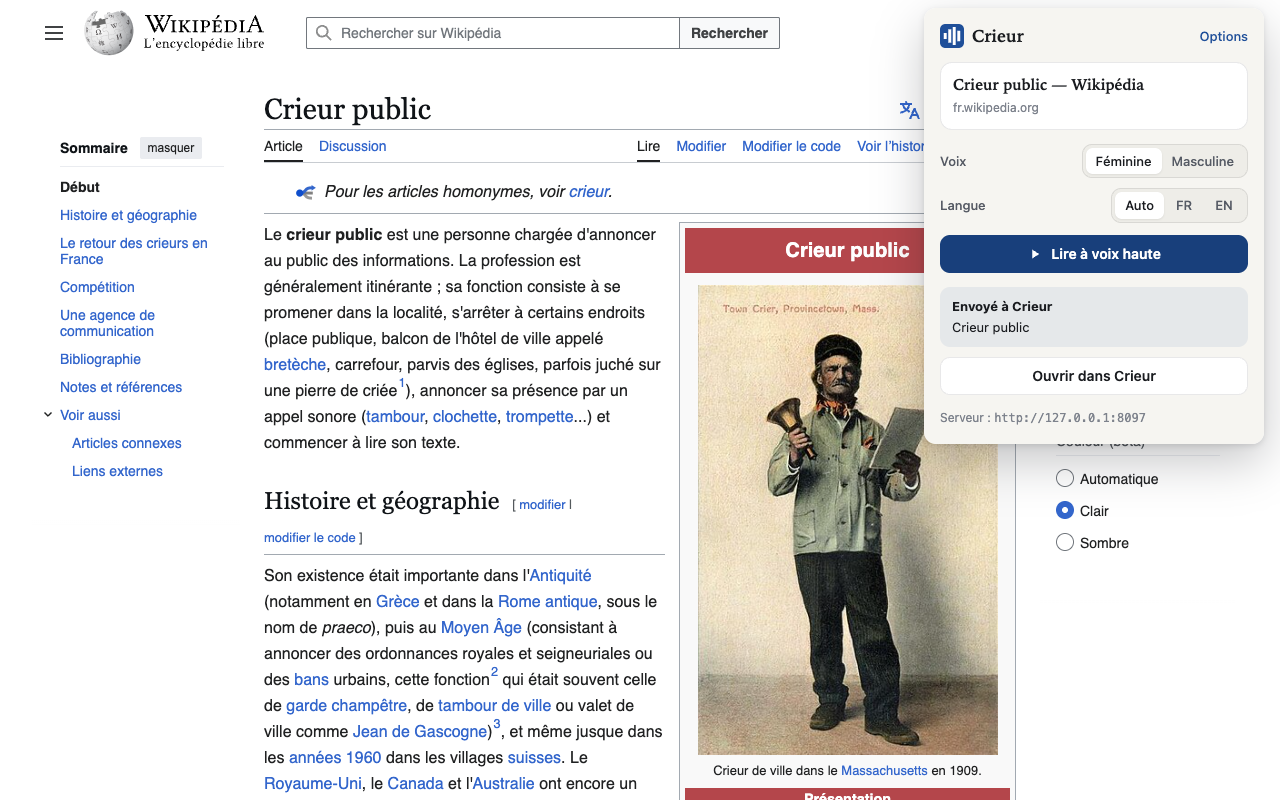 WIKIPÉDIA
L'encyclopédie libre
Rechercher sur Wikipédia
Rechercher
Sommaire
masquer
Début
Histoire et géographie
Le retour des crieurs en
France
Compétition
Une agence de
communication
Bibliographie
Notes et références
Voir aussi
Articles connexes
Liens externes
Crieur public
Article
Discussion
Lire
Modifier
Modifier le code
Voir l'histor
Pour les articles homonymes, voir crieur.
Le crieur public est une personne chargée d'annoncer
au public des informations. La profession est
généralement itinérante ; sa fonction consiste à se
promener dans la localité, s'arrêter à certains endroits
(place publique, balcon de l'hôtel de ville appelé
bretèche, carrefour, parvis des églises, parfois juché sur
une pierre de criée1), annoncer sa présence par un
appel sonore (tambour, clochette, trompette...) et
commencer à lire son texte.
Histoire et géographie [ modifier |
modifier le code ]
Son existence était importante dans l'Antiquité
(notamment en Grèce et dans la Rome antique, sous le
nom de praeco), puis au Moyen Âge (consistant à
annoncer des ordonnances royales et seigneuriales ou
des bans urbains, cette fonction2 qui était souvent celle
de garde champêtre, de tambour de ville ou valet de
ville comme Jean de Gascogne)3, et même jusque dans
les années 1960 dans les villages suisses. Le
Royaume-Uni, le Canada et l'Australie ont encore un
Crieur public
Town Crier, Provincetown, Mass.
Crieur de ville dans le Massachusetts en 1909.
Présentation
Crieur
Options
Crieur public — Wikipédia
fr.wikipedia.org
Voix
Féminine
Masculine
Langue
Auto
FR
EN
Lire à voix haute
Envoyé à Crieur
Crieur public
Ouvrir dans Crieur
Serveur : http://127.0.0.1:8097
Couleur (bêta)
Automatique
Clair
Sombre